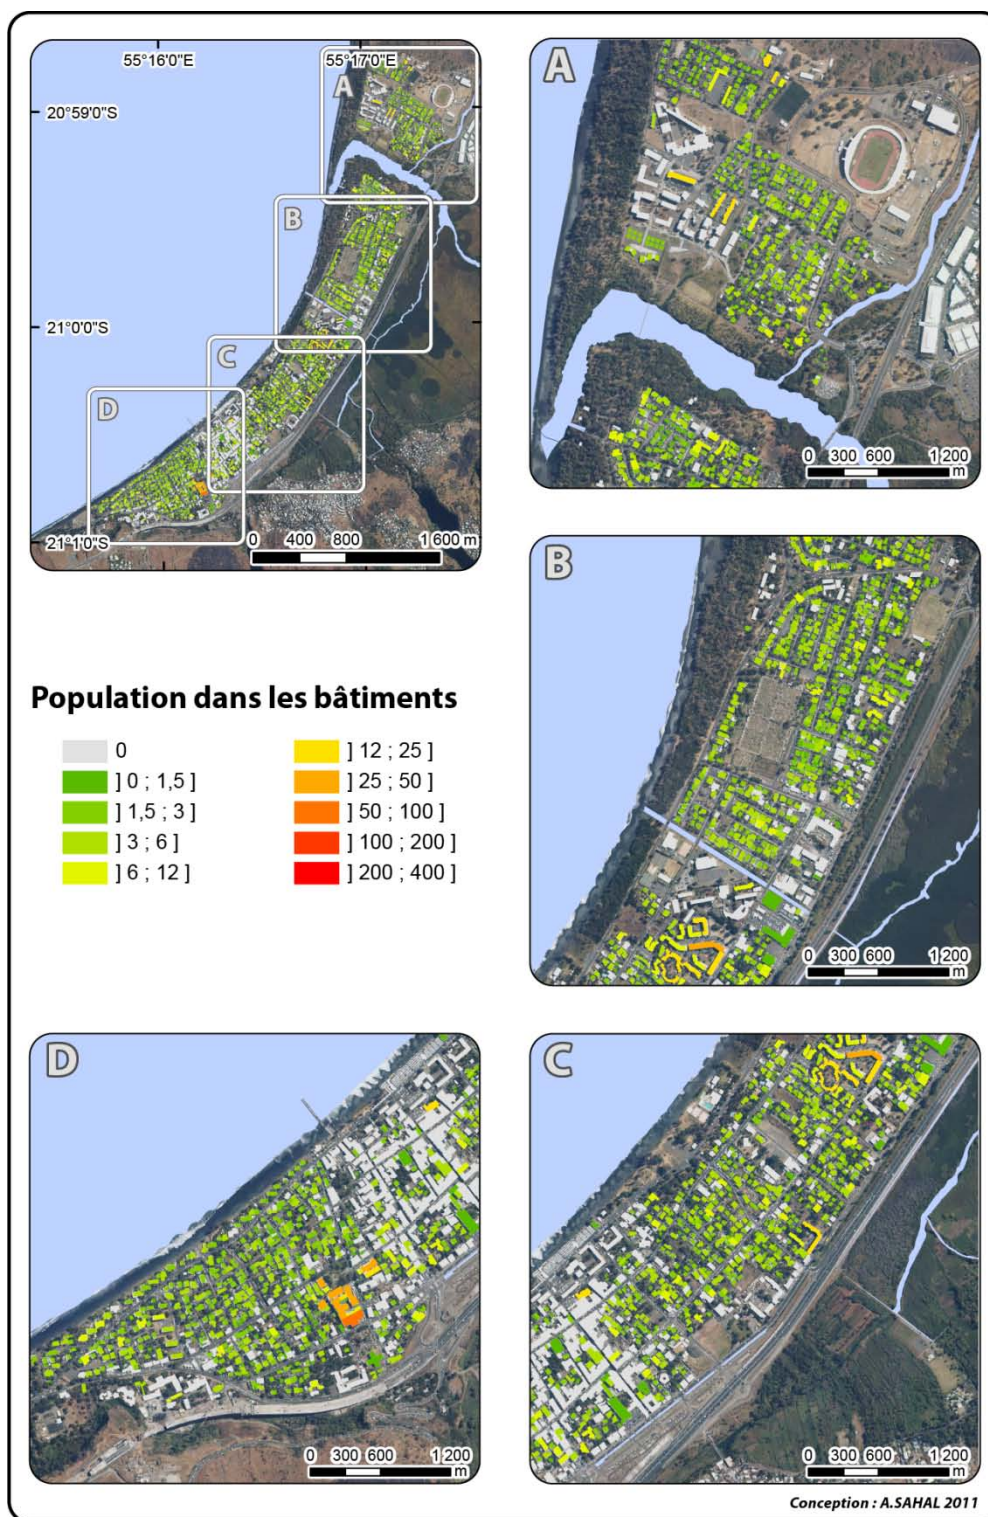 55°16'0"E
55°17'0"E
20°59'0"S
21°0'0"S
21°1'0"S
A
B
C
D
0 400 800 1 600 m
A
0 300 600 1 200
m
B
0 300 600 1 200
m
Population dans les bâtiments
0
] 0 ; 1,5 ]
] 1,5 ; 3 ]
] 3 ; 6 ]
] 6 ; 12 ]
] 12 ; 25 ]
] 25 ; 50 ]
] 50 ; 100 ]
] 100 ; 200 ]
] 200 ; 400 ]
D
0 300 600 1 200
m
C
0 300 600 1 200
m
Conception : A.SAHAL 2011